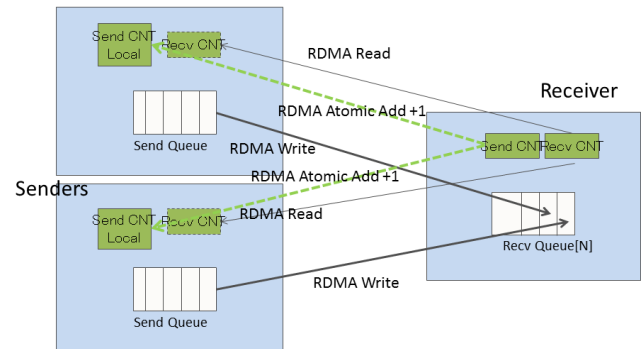 Send CNT
Local
Recv CNT
RDMA Read
Receiver
RDMA Atomic Add +1
Send Queue
RDMA Write
Send CNT
Recv CNT
RDMA Atomic Add +1
Senders
Send CNT
Local
Recv CNT
RDMA Read
Recv Queue[N]
RDMA Write
Send Queue